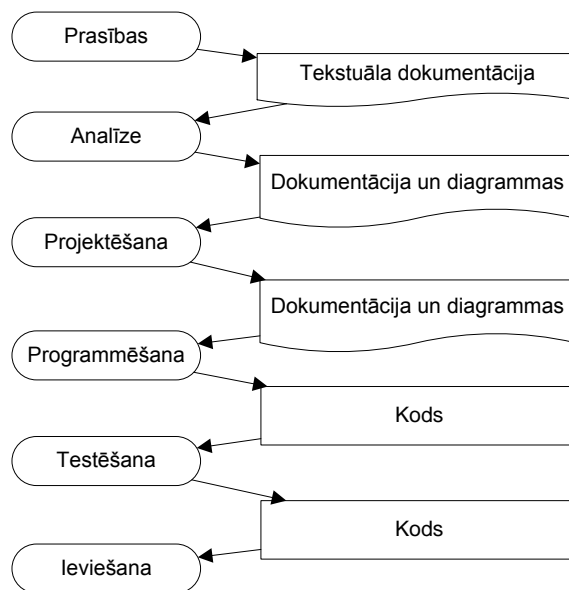 Prasības
Tekstuāla dokumentācija
Analīze
Dokumentācija un diagrammas
Projektēšana
Dokumentācija un diagrammas
Programmēšana
Kods
Testēšana
Kods
Ieviešana